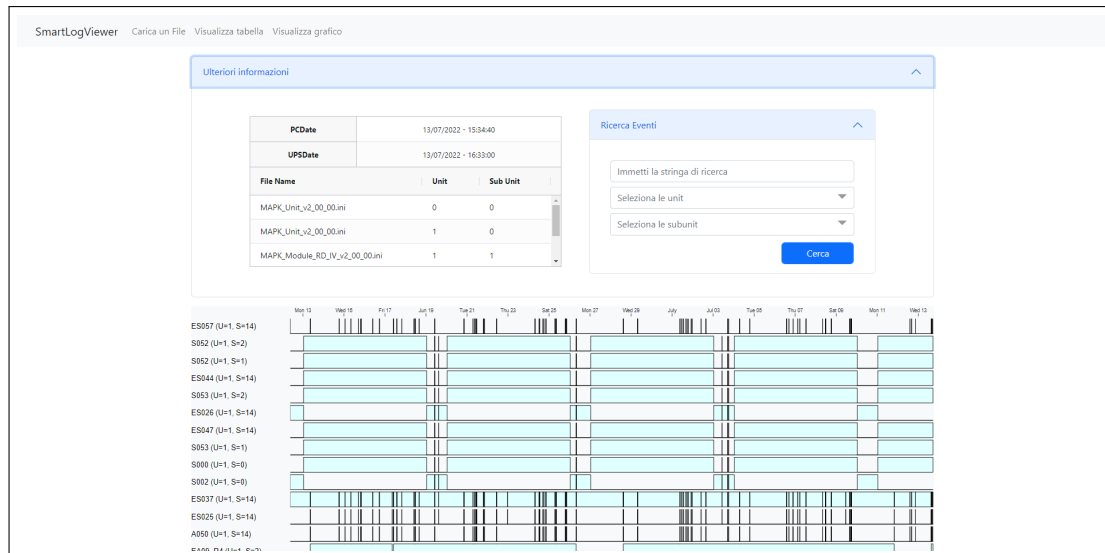 SmartLogViewer Carica un File Visualizza tabella Visualizza grafico
Ulteriori informazioni
PCDate 13/07/2022 - 15:34:40
UPSDate 13/07/2022 - 16:33:00
File Name Unit Sub Unit
MAPK_Unit_v2_00_00.ini 0 0
MAPK_Unit_v2_00_00.ini 1 0
MAPK_Module_RD_IV_v2_00_00.ini 1 1
Ricerca Eventi
Immetti la stringa di ricerca
Seleziona le unit
Seleziona le subunit
Cerca
Mon 13 Wed 15 Fri 17 Jun 19 Tue 21 Thu 23 Sat 25 Mon 27 Wed 29 July Jul 03 Tue 05 Thu 07 Sat 09 Mon 11 Wed 13
ES057 (U=1, S=14)
S052 (U=1, S=2)
S052 (U=1, S=1)
ES044 (U=1, S=14)
S053 (U=1, S=2)
ES026 (U=1, S=14)
ES047 (U=1, S=14)
S053 (U=1, S=1)
S000 (U=1, S=0)
S002 (U=1, S=0)
ES037 (U=1, S=14)
ES025 (U=1, S=14)
A050 (U=1, S=14)